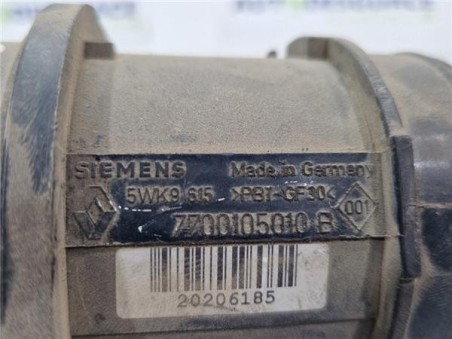 SIEMENS Made in Germany
5WK9 615 >PBT-GF30<
7700105010 B 001
20206185